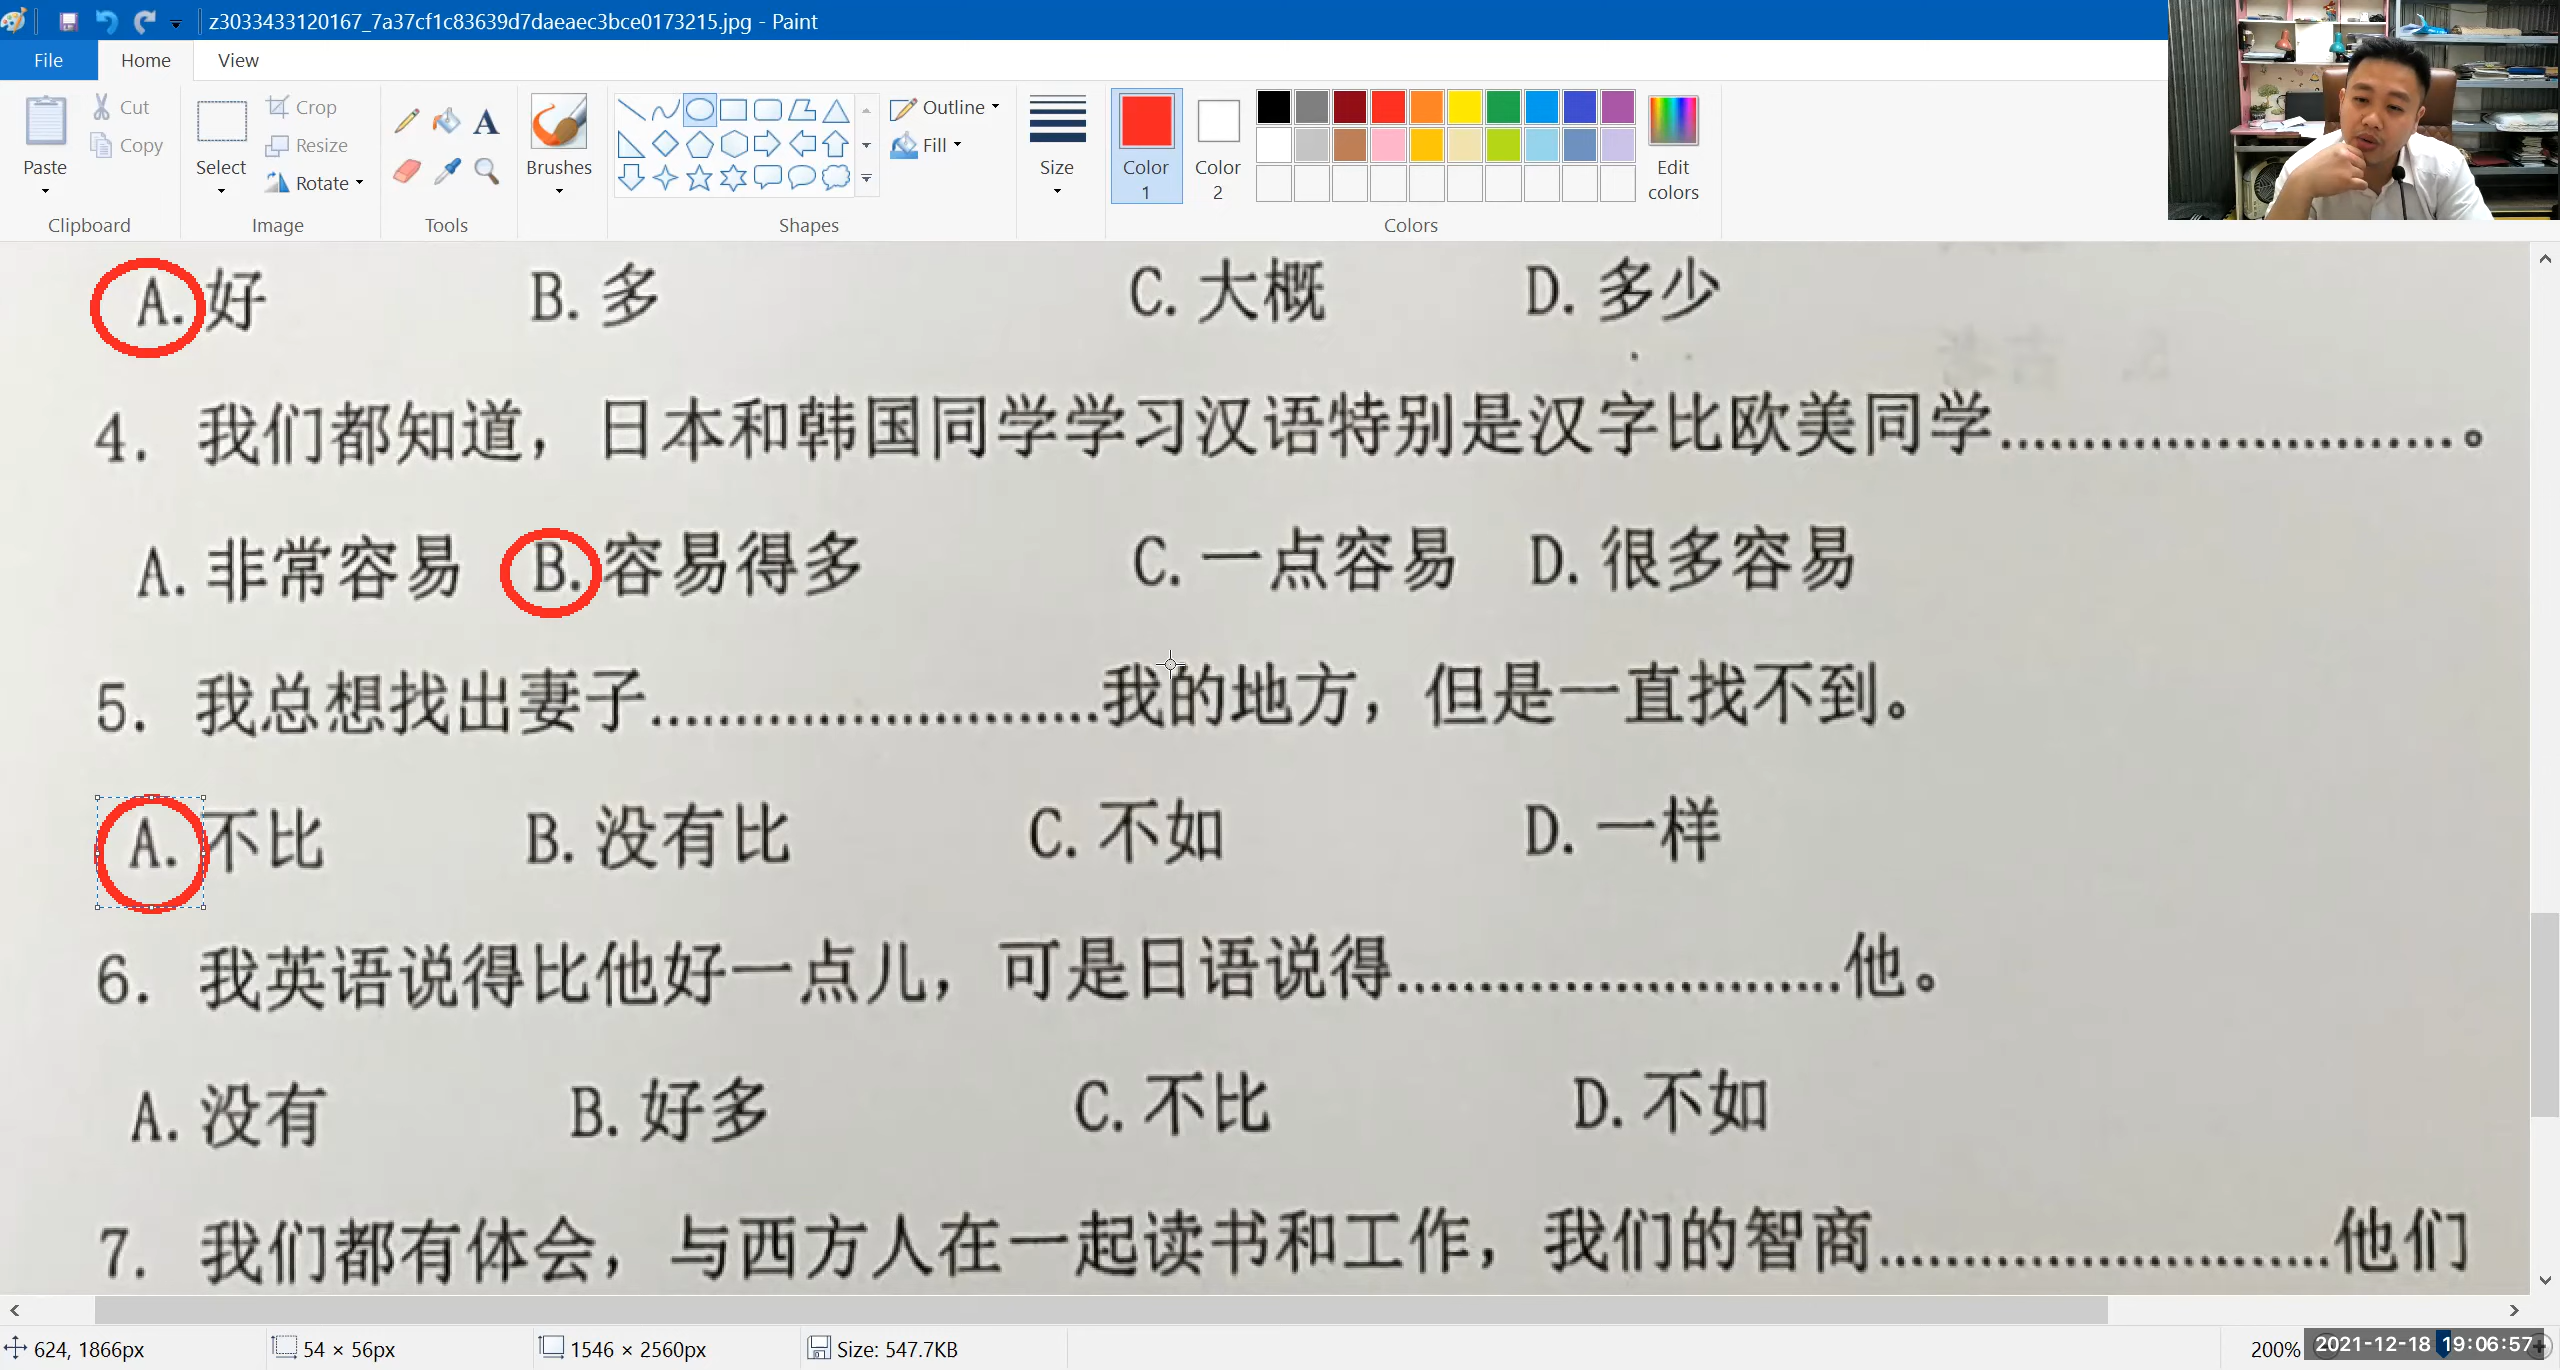 z3033433120167_7a37cf1c83639d7daeaec3bce0173215.jpg - Paint
File Home View
Paste
Cut
Copy
Clipboard
Select
Crop
Resize
Rotate
Image
Tools
Brushes
Shapes
Outline
Fill
Size
Color 1
Color 2
Edit colors
Colors
A. 好 B. 多 C. 大概 D. 多少
4. 我们都知道，日本和韩国同学学习汉语特别是汉字比欧美同学..............................。
A. 非常容易 B. 容易得多 C. 一点容易 D. 很多容易
5. 我总想找出妻子..............................我的地方，但是一直找不到。
A. 不比 B. 没有比 C. 不如 D. 一样
6. 我英语说得比他好一点儿，可是日语说得..............................他。
A. 没有 B. 好多 C. 不比 D. 不如
7. 我们都有体会，与西方人在一起读书和工作，我们的智商..............................他们
624, 1866px 54 × 56px 1546 × 2560px Size: 547.7KB 200% 2021-12-18 19:06:57